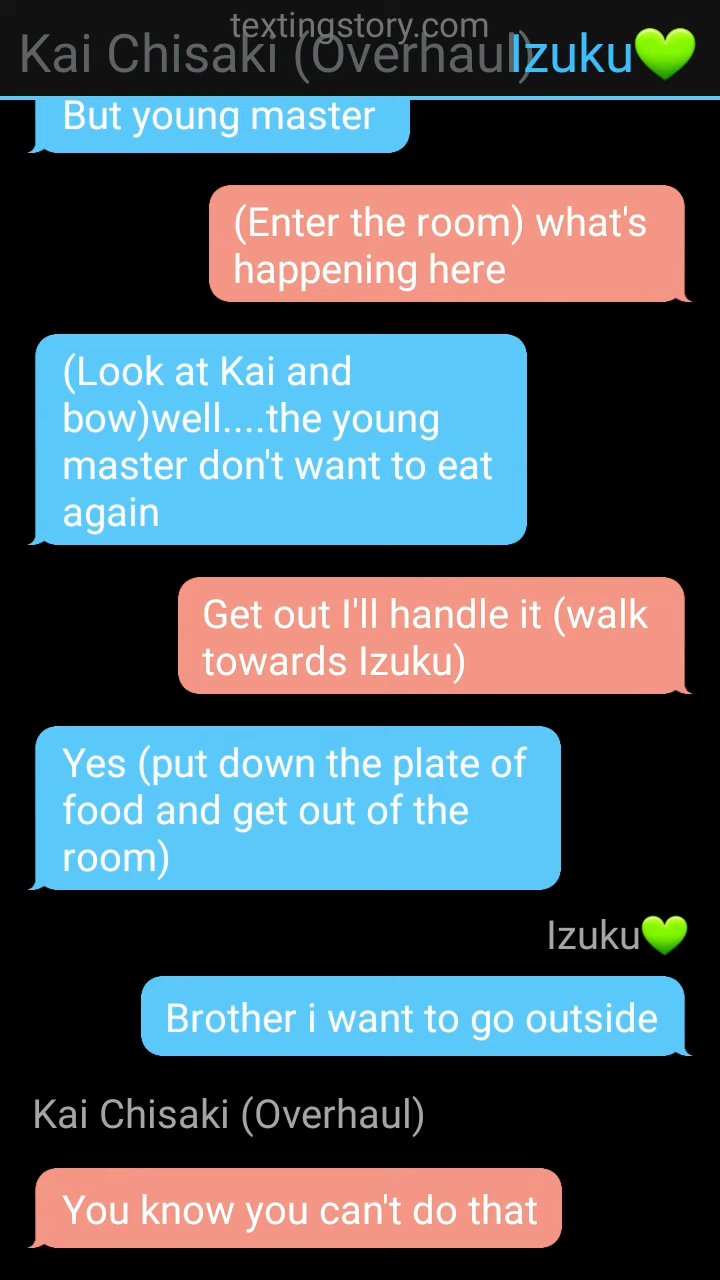 textingstory.com
Kai Chisaki (Overhaul)
Izuku💚
But young master
(Enter the room) what's
happening here
(Look at Kai and
bow)well....the young
master don't want to eat
again
Get out I'll handle it (walk
towards Izuku)
Yes (put down the plate of
food and get out of the
room)
Izuku💚
Brother i want to go outside
Kai Chisaki (Overhaul)
You know you can't do that